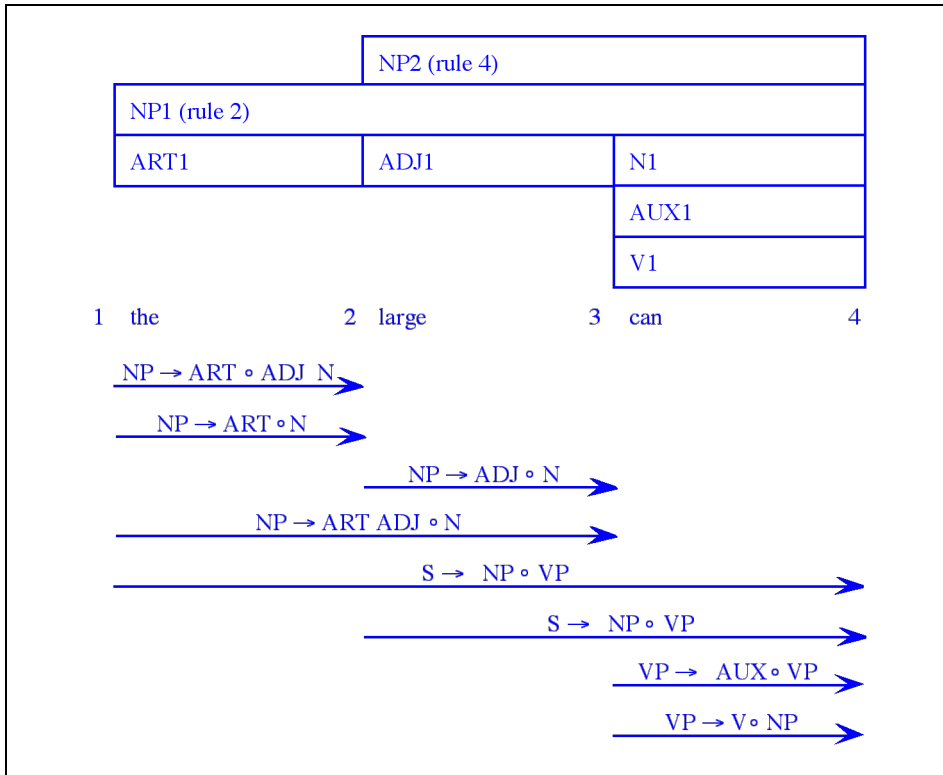 NP2 (rule 4)
NP1 (rule 2)
ART1 ADJ1 N1
AUX1
V1
1 the 2 large 3 can 4
NP → ART ∘ ADJ N
NP → ART ∘ N
NP → ADJ ∘ N
NP → ART ADJ ∘ N
S → NP ∘ VP
S → NP ∘ VP
VP → AUX ∘ VP
VP → V ∘ NP